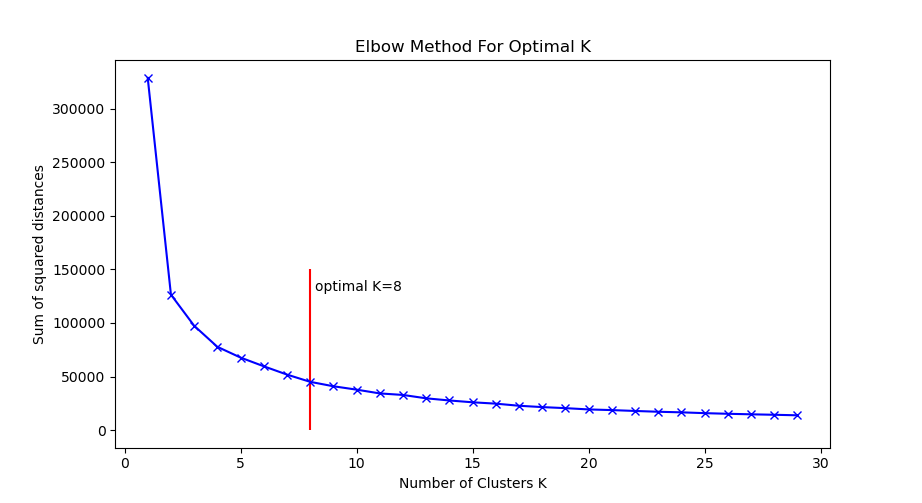 Elbow Method For Optimal K
300000
250000
200000
150000
100000
50000
0
Sum of squared distances
optimal K=8
0 5 10 15 20 25 30
Number of Clusters K